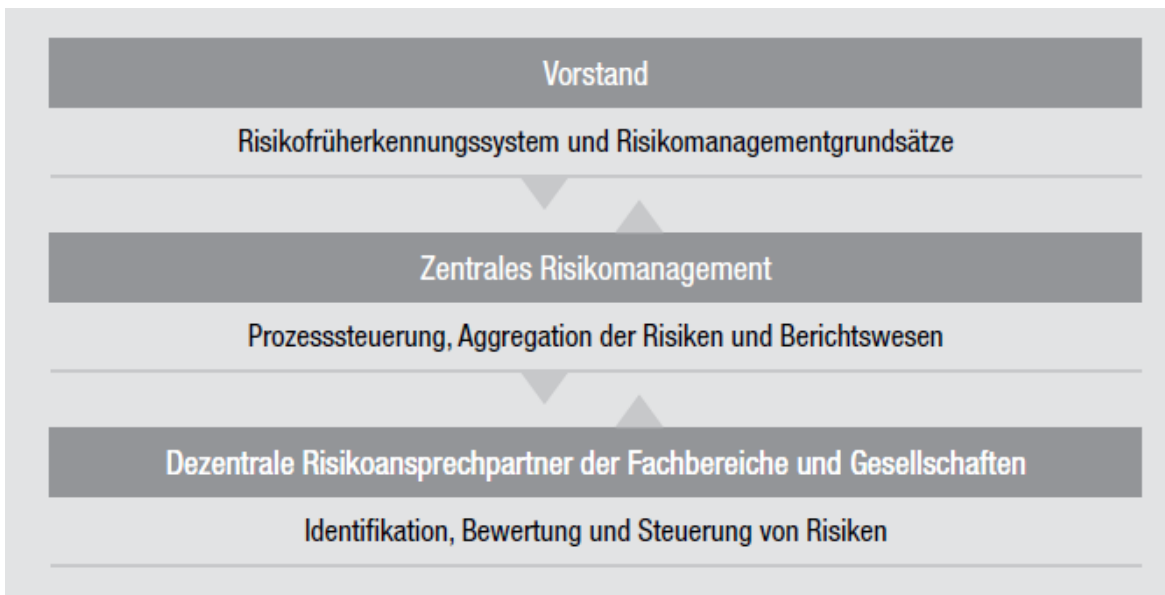 Vorstand
Risikofrüherkennungssystem und Risikomanagementgrundsätze
Zentrales Risikomanagement
Prozesssteuerung, Aggregation der Risiken und Berichtswesen
Dezentrale Risikoansprechpartner der Fachbereiche und Gesellschaften
Identifikation, Bewertung und Steuerung von Risiken